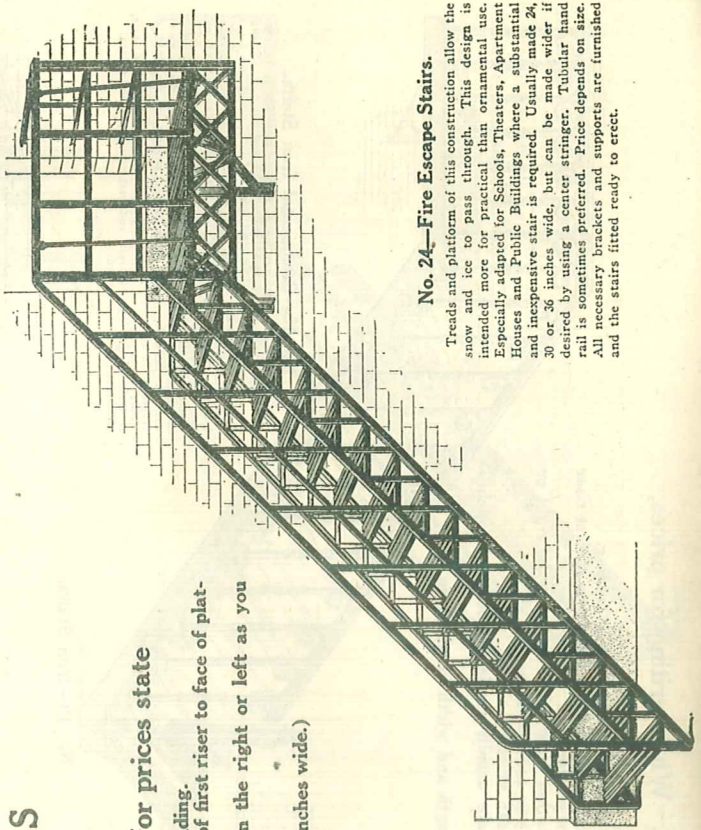 S
or prices state
ding.
of first riser to face of plat-
n the right or left as you
nches wide.)
No. 24—Fire Escape Stairs.
Treads and platform of this construction allow the
snow and ice to pass through. This design is
intended more for practical than ornamental use.
Especially adapted for Schools, Theaters, Apartment
Houses and Public Buildings where a substantial
and inexpensive stair is required. Usually made 24,
30 or 36 inches wide, but can be made wider if
desired by using a center stringer. Tubular hand
rail is sometimes preferred. Price depends on size.
All necessary brackets and supports are furnished
and the stairs fitted ready to erect.